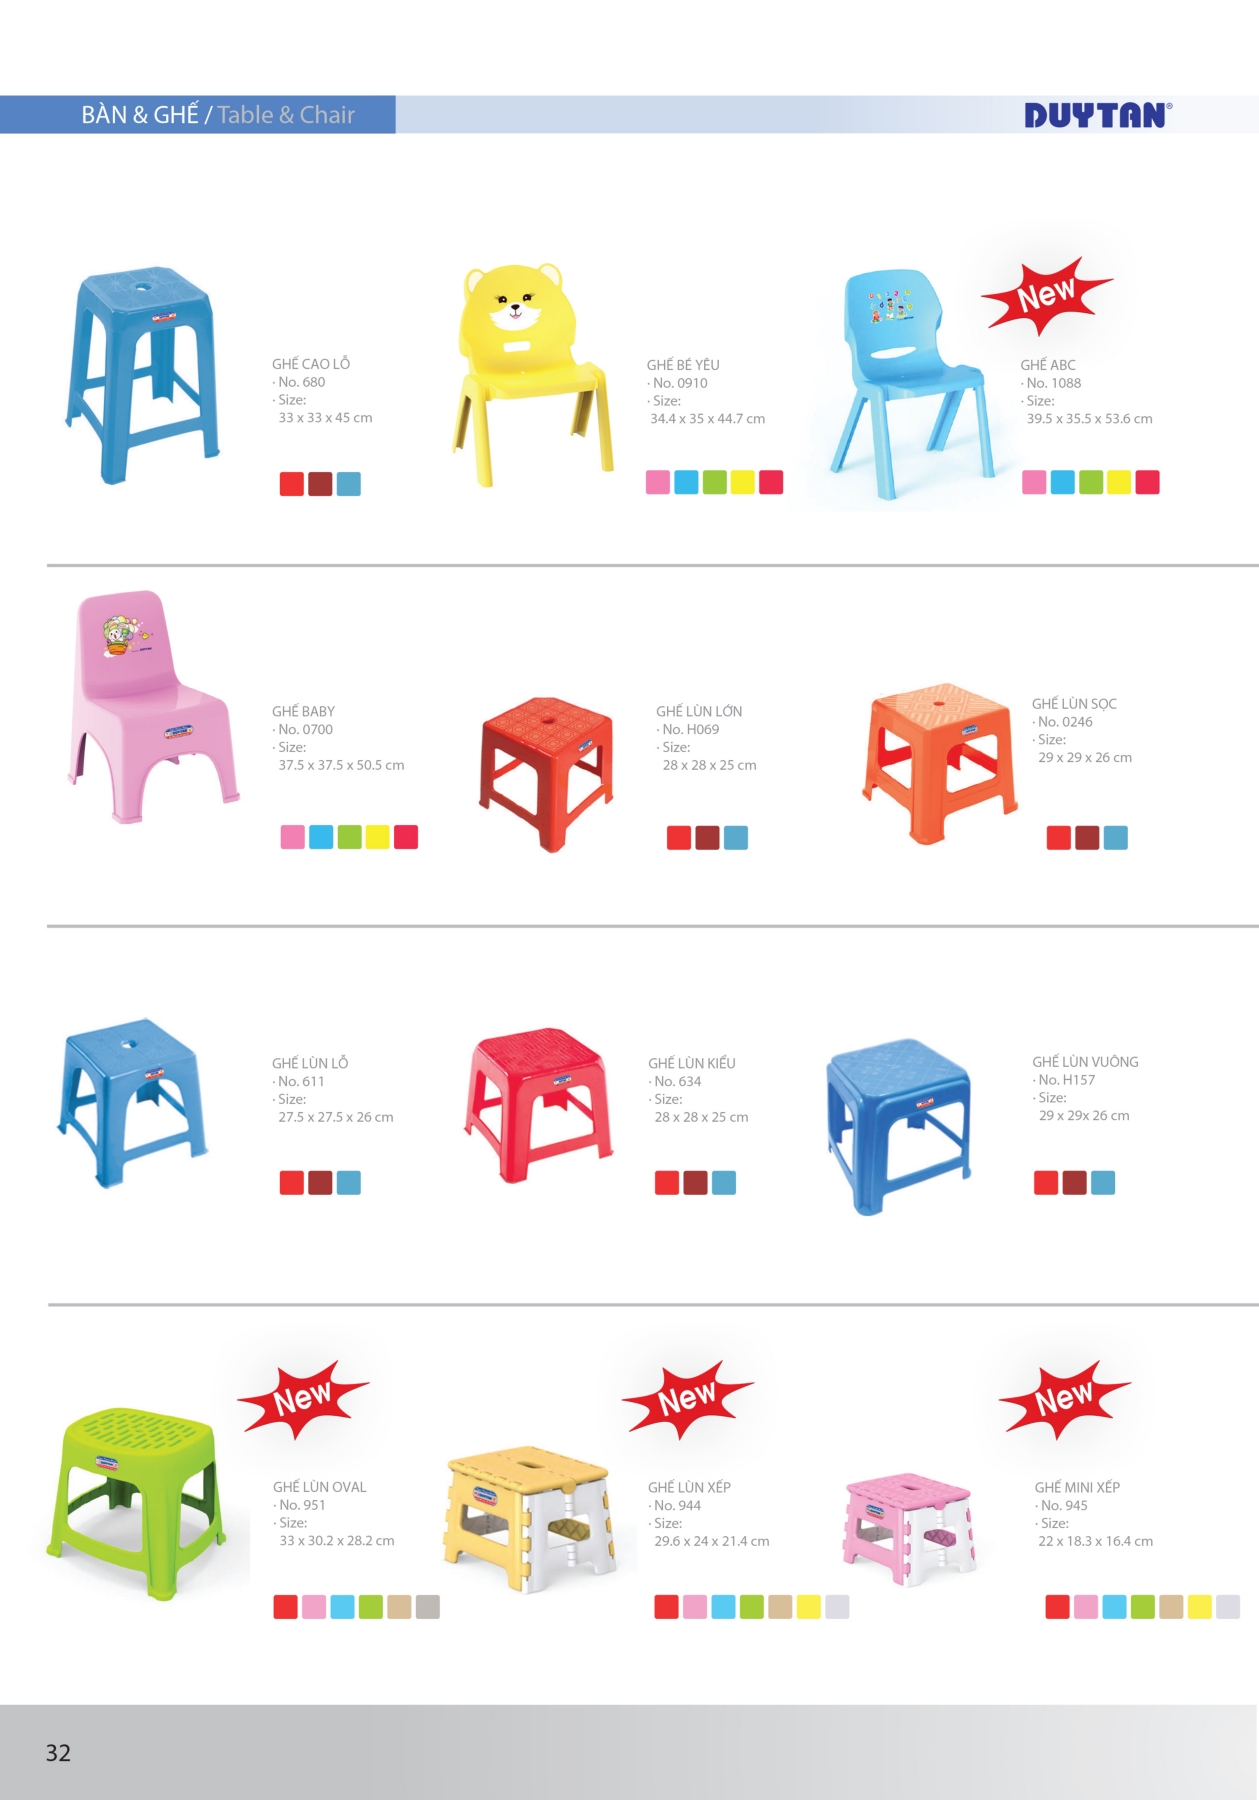 BÀN & GHẾ / Table & Chair
DUYTAN®
New
GHẾ CAO LỖ
· No. 680
· Size:
33 x 33 x 45 cm
GHẾ BÉ YÊU
· No. 0910
· Size:
34.4 x 35 x 44.7 cm
GHẾ ABC
· No. 1088
· Size:
39.5 x 35.5 x 53.6 cm
GHẾ BABY
· No. 0700
· Size:
37.5 x 37.5 x 50.5 cm
GHẾ LÙN LỚN
· No. H069
· Size:
28 x 28 x 25 cm
GHẾ LÙN SỌC
· No. 0246
· Size:
29 x 29 x 26 cm
GHẾ LÙN LỖ
· No. 611
· Size:
27.5 x 27.5 x 26 cm
GHẾ LÙN KIỂU
· No. 634
· Size:
28 x 28 x 25 cm
GHẾ LÙN VUÔNG
· No. H157
· Size:
29 x 29x 26 cm
New
New
New
GHẾ LÙN OVAL
· No. 951
· Size:
33 x 30.2 x 28.2 cm
GHẾ LÙN XẾP
· No. 944
· Size:
29.6 x 24 x 21.4 cm
GHẾ MINI XẾP
· No. 945
· Size:
22 x 18.3 x 16.4 cm
32